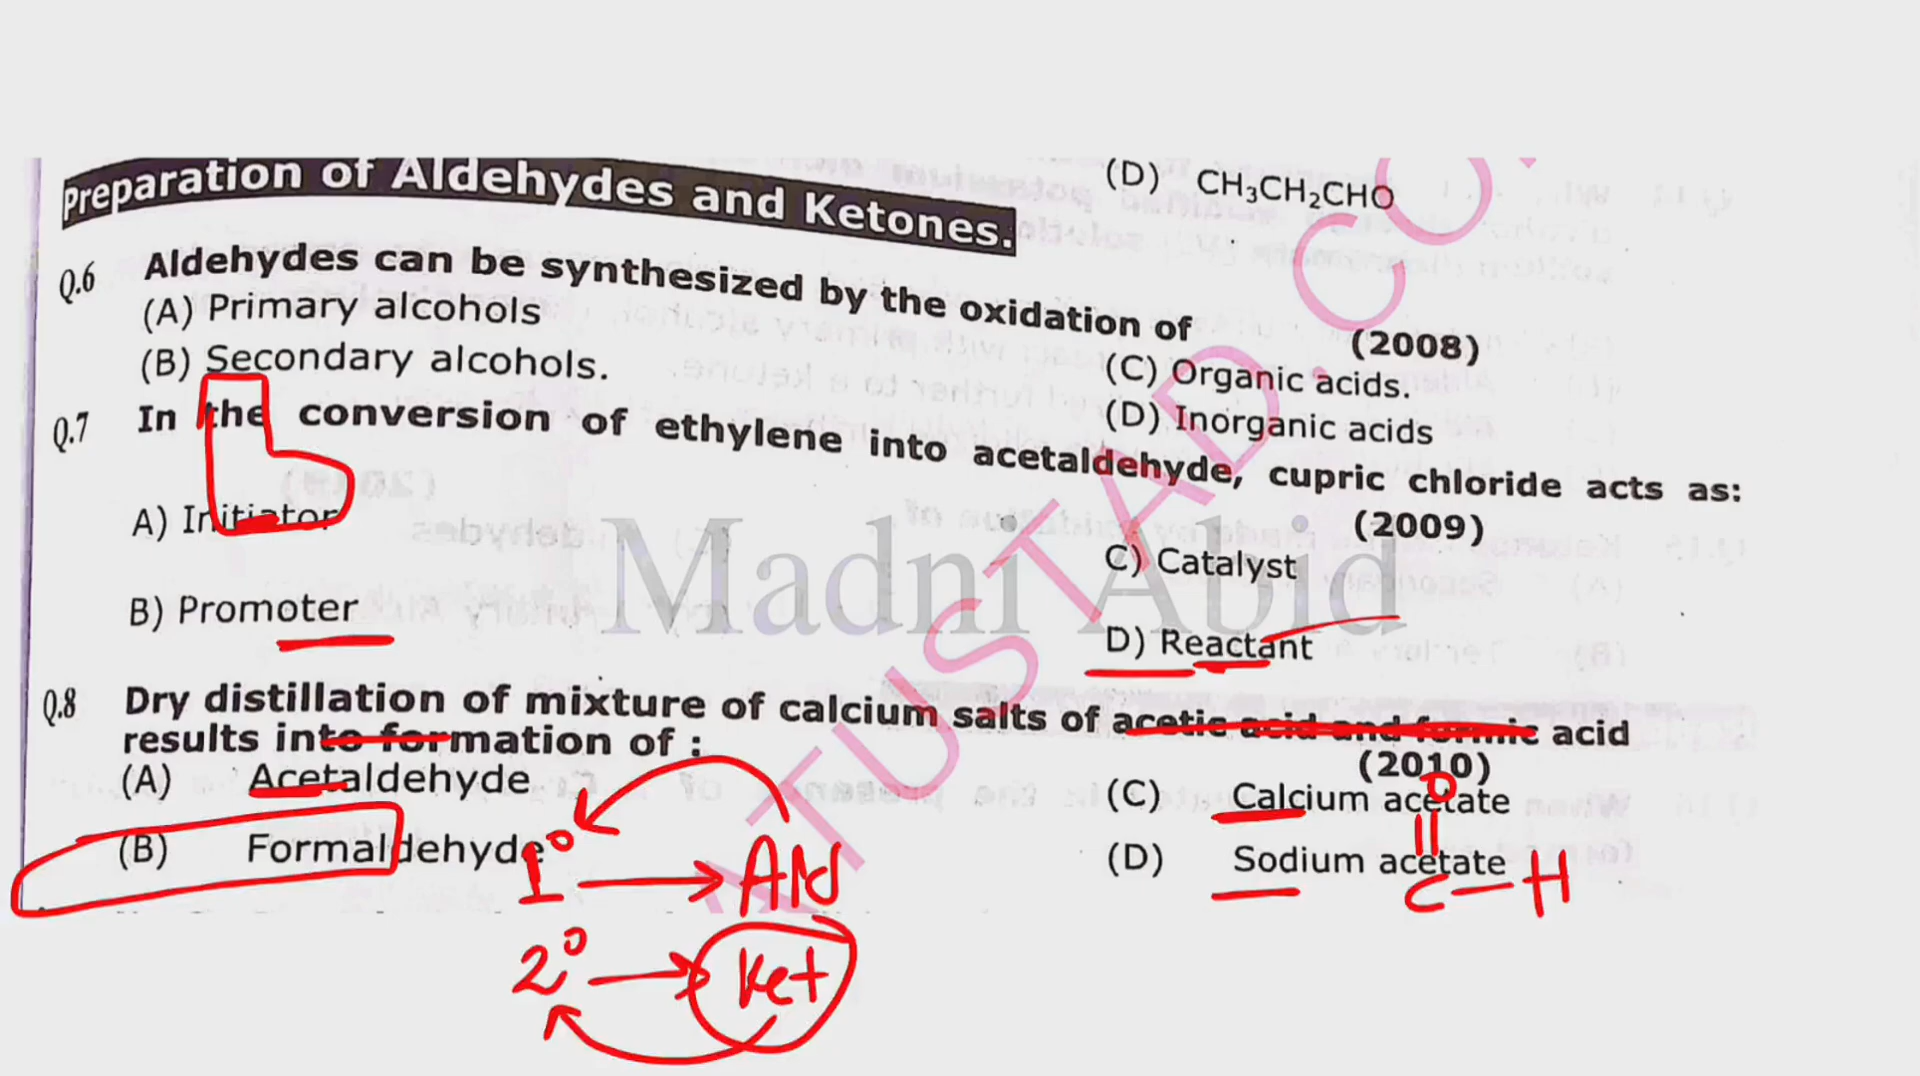 Preparation of Aldehydes and Ketones.
(D) CH₃CH₂CHO
Q.6 Aldehydes can be synthesized by the oxidation of (2008)
(A) Primary alcohols
(B) Secondary alcohols.
(C) Organic acids.
(D) Inorganic acids
Q.7 In the conversion of ethylene into acetaldehyde, cupric chloride acts as:
(2009)
A) Initiator
B) Promoter
C) Catalyst
D) Reactant
Q.8 Dry distillation of mixture of calcium salts of acetic acid and formic acid
results into formation of :
(2010)
(A) Acetaldehyde
(B) Formaldehyde
(C) Calcium acetate
(D) Sodium acetate
1° → Ald
2° → Ket
O
C—H
Madni Abid